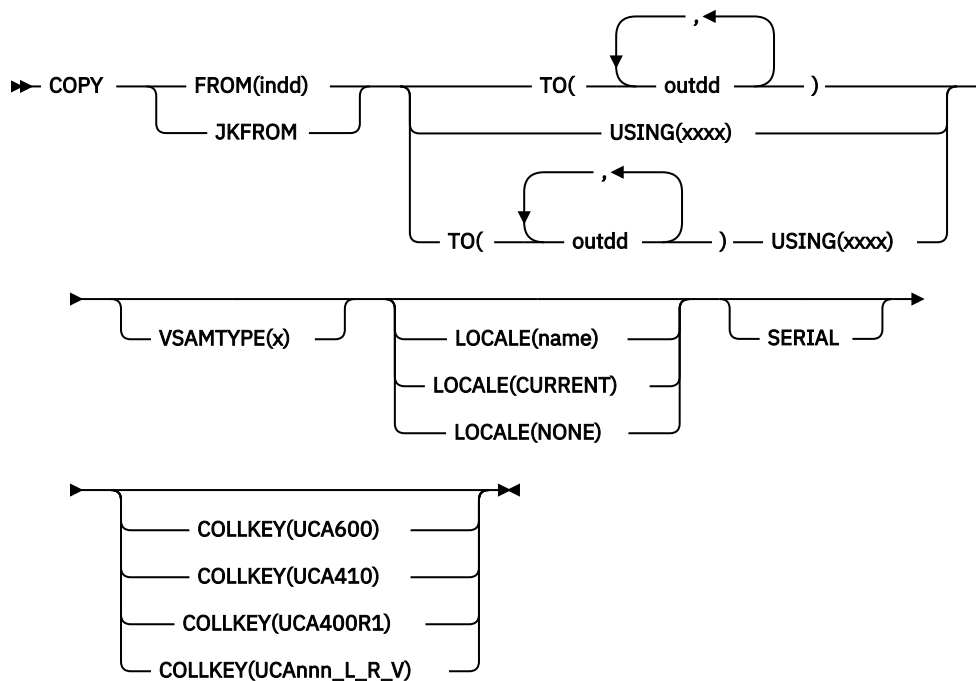 ,
COPY FROM(indd) TO( outdd )
JKFROM USING(xxxx)
,
TO( outdd ) USING(xxxx)
VSAMTYPE(x) LOCALE(name) SERIAL
LOCALE(CURRENT)
LOCALE(NONE)
COLLKEY(UCA600)
COLLKEY(UCA410)
COLLKEY(UCA400R1)
COLLKEY(UCAnnn_L_R_V)